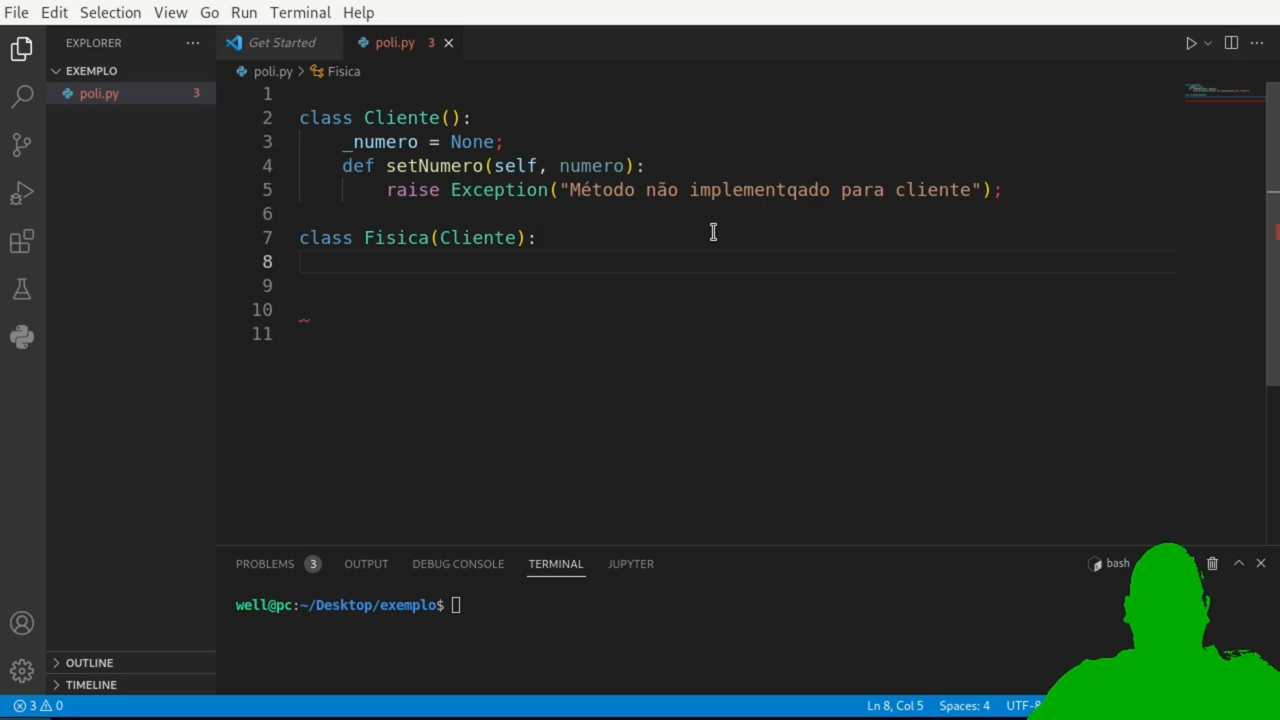 File Edit Selection View Go Run Terminal Help
EXPLORER
Get Started
poli.py 3
EXEMPLO
poli.py > Fisica
poli.py 3
1
2 class Cliente():
3 _numero = None;
4 def setNumero(self, numero):
5 raise Exception("Método não implementqado para cliente");
6
7 class Fisica(Cliente):
8
9
10
11
PROBLEMS 3 OUTPUT DEBUG CONSOLE TERMINAL JUPYTER
bash
well@pc:~/Desktop/exemplo$
OUTLINE
TIMELINE
3 0
Ln 8, Col 5 Spaces: 4 UTF-8